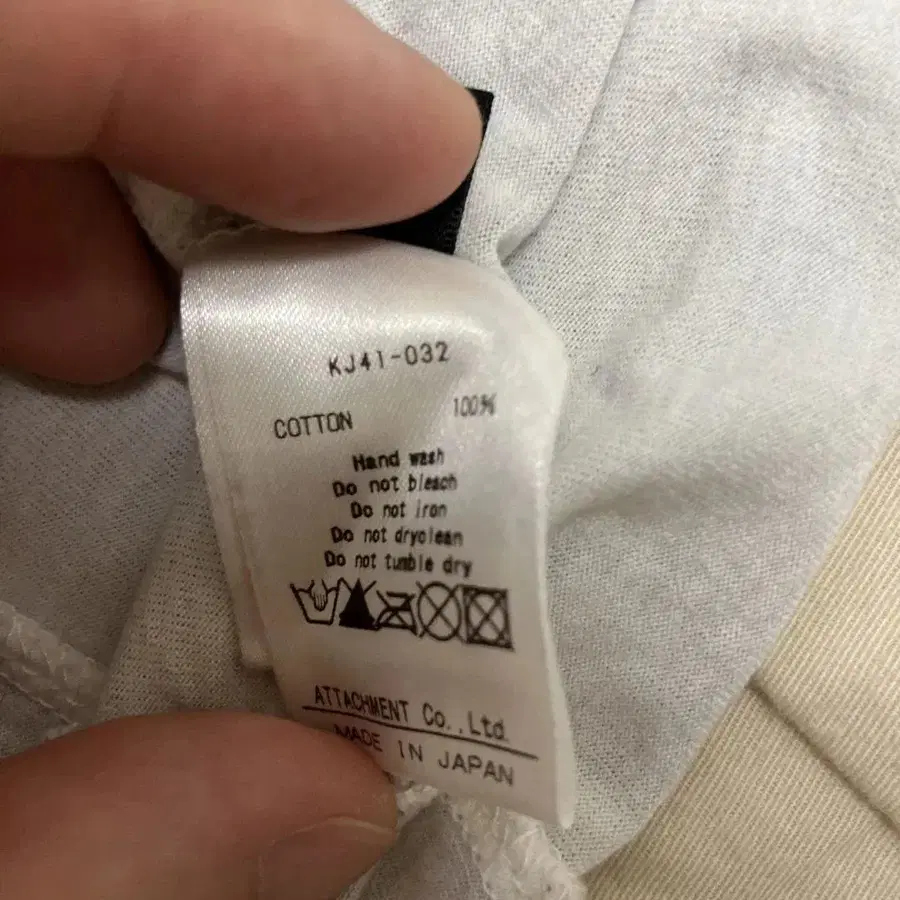 KJ41-032
COTTON 100%
Hand wash
Do not bleach
Do not iron
Do not dryclean
Do not tumble dry
ATTACHMENT Co.,Ltd.
MADE IN JAPAN